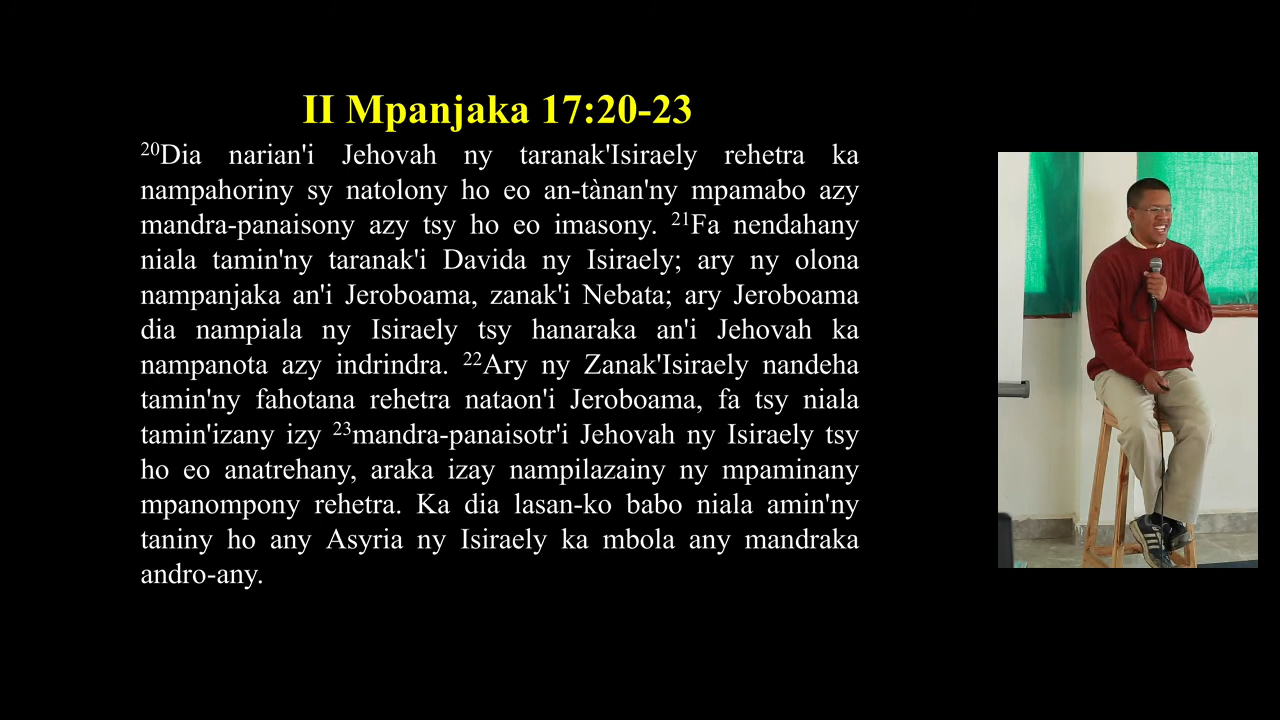 II Mpanjaka 17:20-23
20Dia narian'i Jehovah ny taranak'Isiraely rehetra ka
nampahoriny sy natolony ho eo an-tànan'ny mpamabo azy
mandra-panaisony azy tsy ho eo imasony. 21Fa nendahany
niala tamin'ny taranak'i Davida ny Isiraely; ary ny olona
nampanjaka an'i Jeroboama, zanak'i Nebata; ary Jeroboama
dia nampiala ny Isiraely tsy hanaraka an'i Jehovah ka
nampanota azy indrindra. 22Ary ny Zanak'Isiraely nandeha
tamin'ny fahotana rehetra nataon'i Jeroboama, fa tsy niala
tamin'izany izy 23mandra-panaisotr'i Jehovah ny Isiraely tsy
ho eo anatrehany, araka izay nampilazainy ny mpaminany
mpanompony rehetra. Ka dia lasan-ko babo niala amin'ny
taniny ho any Asyria ny Isiraely ka mbola any mandraka
andro-any.